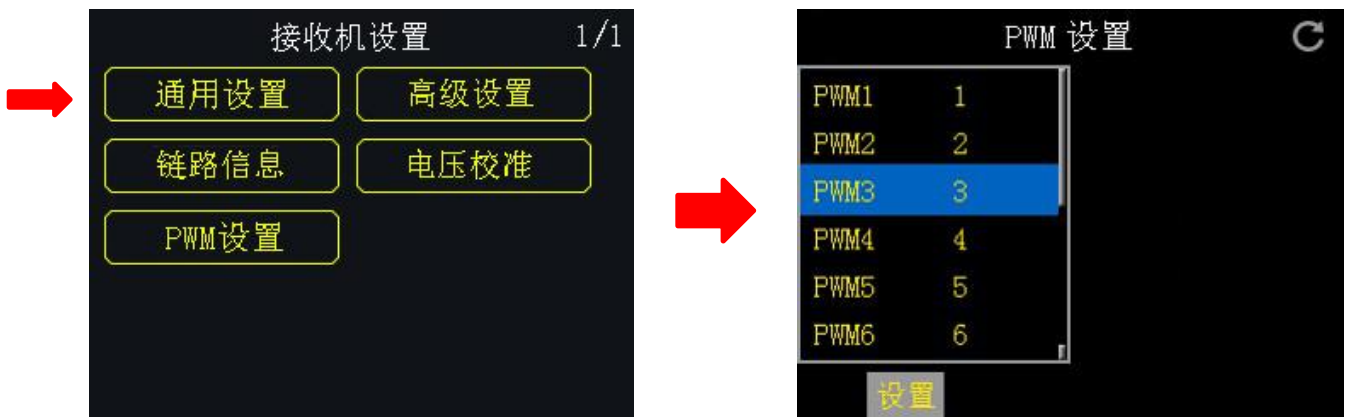 接收机设置 1/1
通用设置 高级设置
链路信息 电压校准
PWM设置
PWM 设置
PWM1 1
PWM2 2
PWM3 3
PWM4 4
PWM5 5
PWM6 6
设置